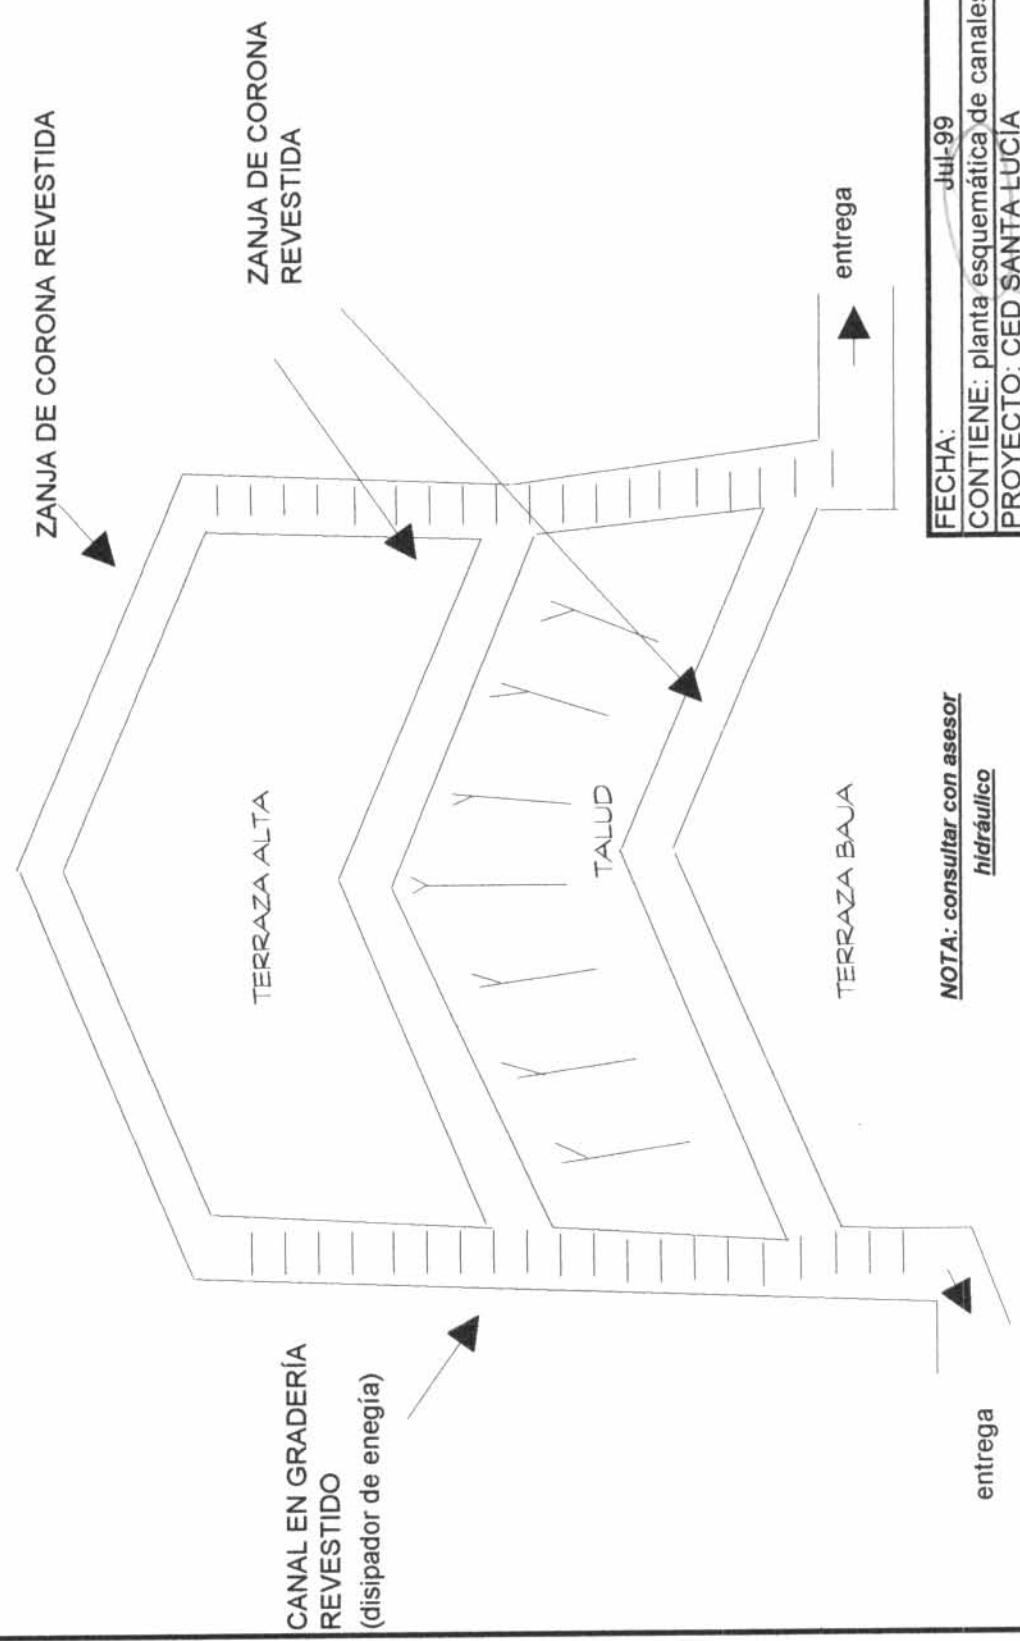 ZANJA DE CORONA REVESTIDA
ZANJA DE CORONA
REVESTIDA
CANAL EN GRADERÍA
REVESTIDO
(disipador de enegía)
TERRAZA ALTA
TALUD
TERRAZA BAJA
entrega
entrega
NOTA: consultar con asesor
hidráulico
FECHA: Jul-99
CONTIENE: planta esquemática de canales
PROYECTO: CED SANTA LUCÍA